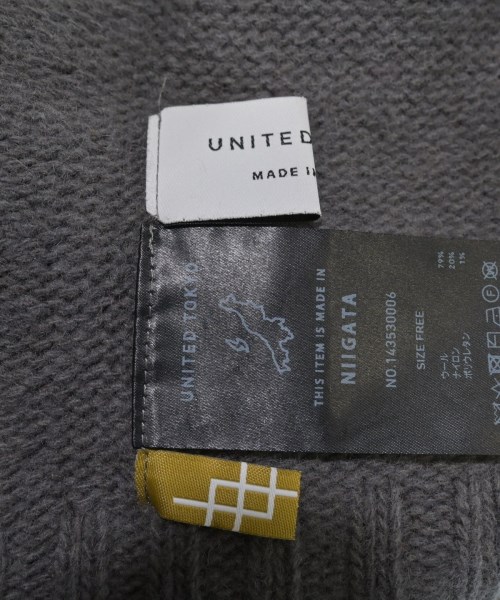 UNITED
MADE IN
UNITED TOKYO
THIS ITEM IS MADE IN
NIIGATA
NO.143530006
SIZE FREE
ウール 79%
ナイロン 20%
ポリウレタン 1%